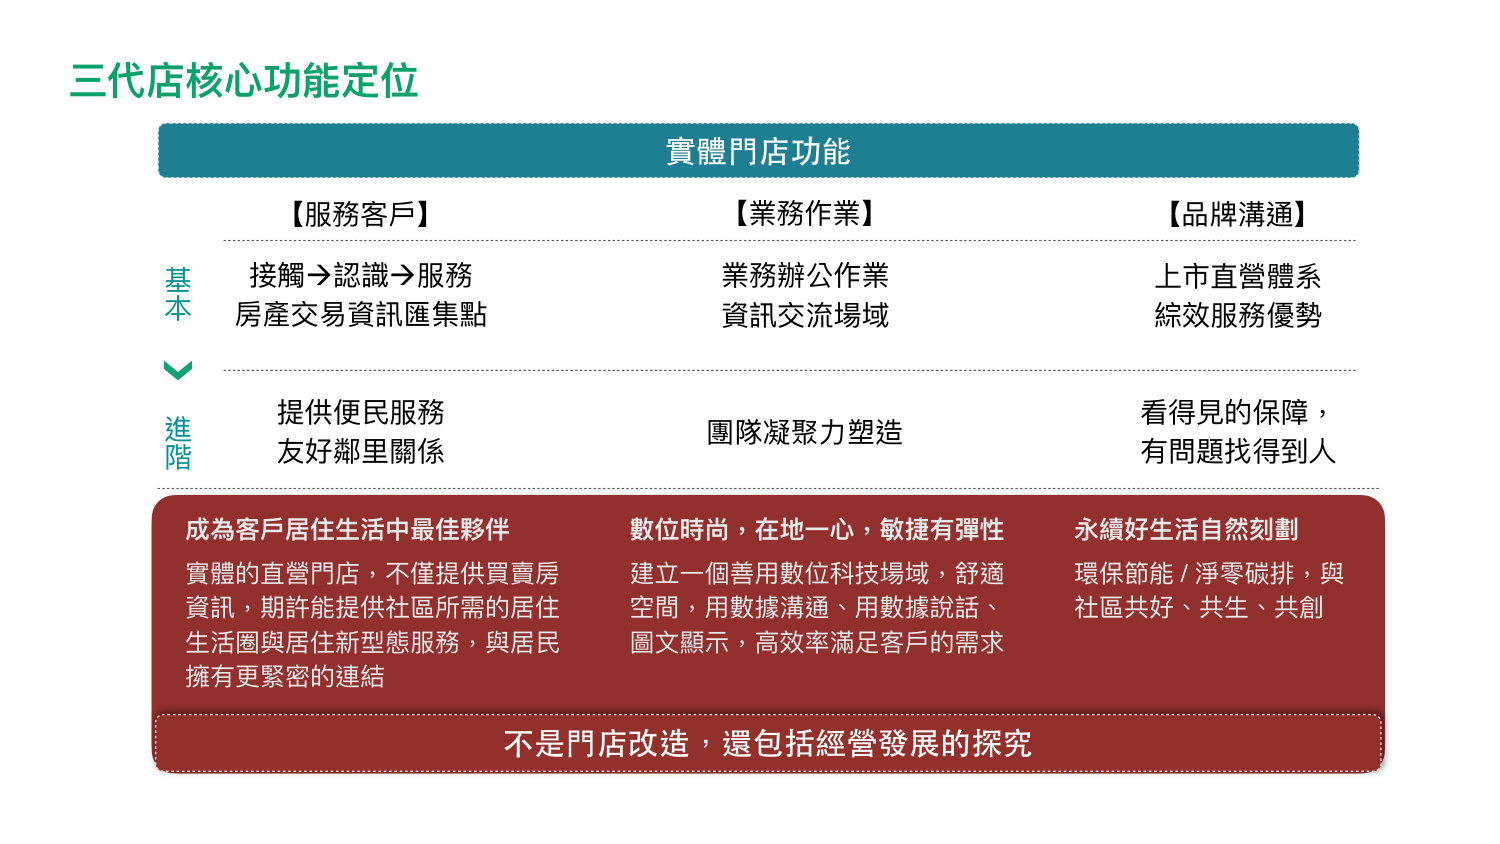 三代店核心功能定位
實體門店功能
【服務客戶】
【業務作業】
【品牌溝通】
基本
接觸→認識→服務
房產交易資訊匯集點
業務辦公作業
資訊交流場域
上市直營體系
綜效服務優勢
進階
提供便民服務
友好鄰里關係
團隊凝聚力塑造
看得見的保障，
有問題找得到人
成為客戶居住生活中最佳夥伴
實體的直營門店，不僅提供買賣房
資訊，期許能提供社區所需的居住
生活圈與居住新型態服務，與居民
擁有更緊密的連結
數位時尚，在地一心，敏捷有彈性
建立一個善用數位科技場域，舒適
空間，用數據溝通、用數據說話、
圖文顯示，高效率滿足客戶的需求
永續好生活自然刻劃
環保節能 / 淨零碳排，與
社區共好、共生、共創
不是門店改造，還包括經營發展的探究